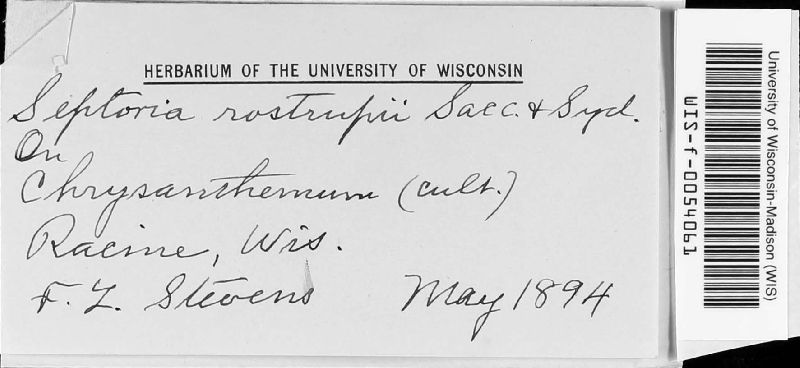 HERBARIUM OF THE UNIVERSITY OF WISCONSIN
Septoria rostrupii Sacc. & Syd.
On
Chrysanthemum (cult.)
Racine, Wis.
F. L. Stevens May 1894
University of Wisconsin-Madison (WIS)
WIS-f-0054061